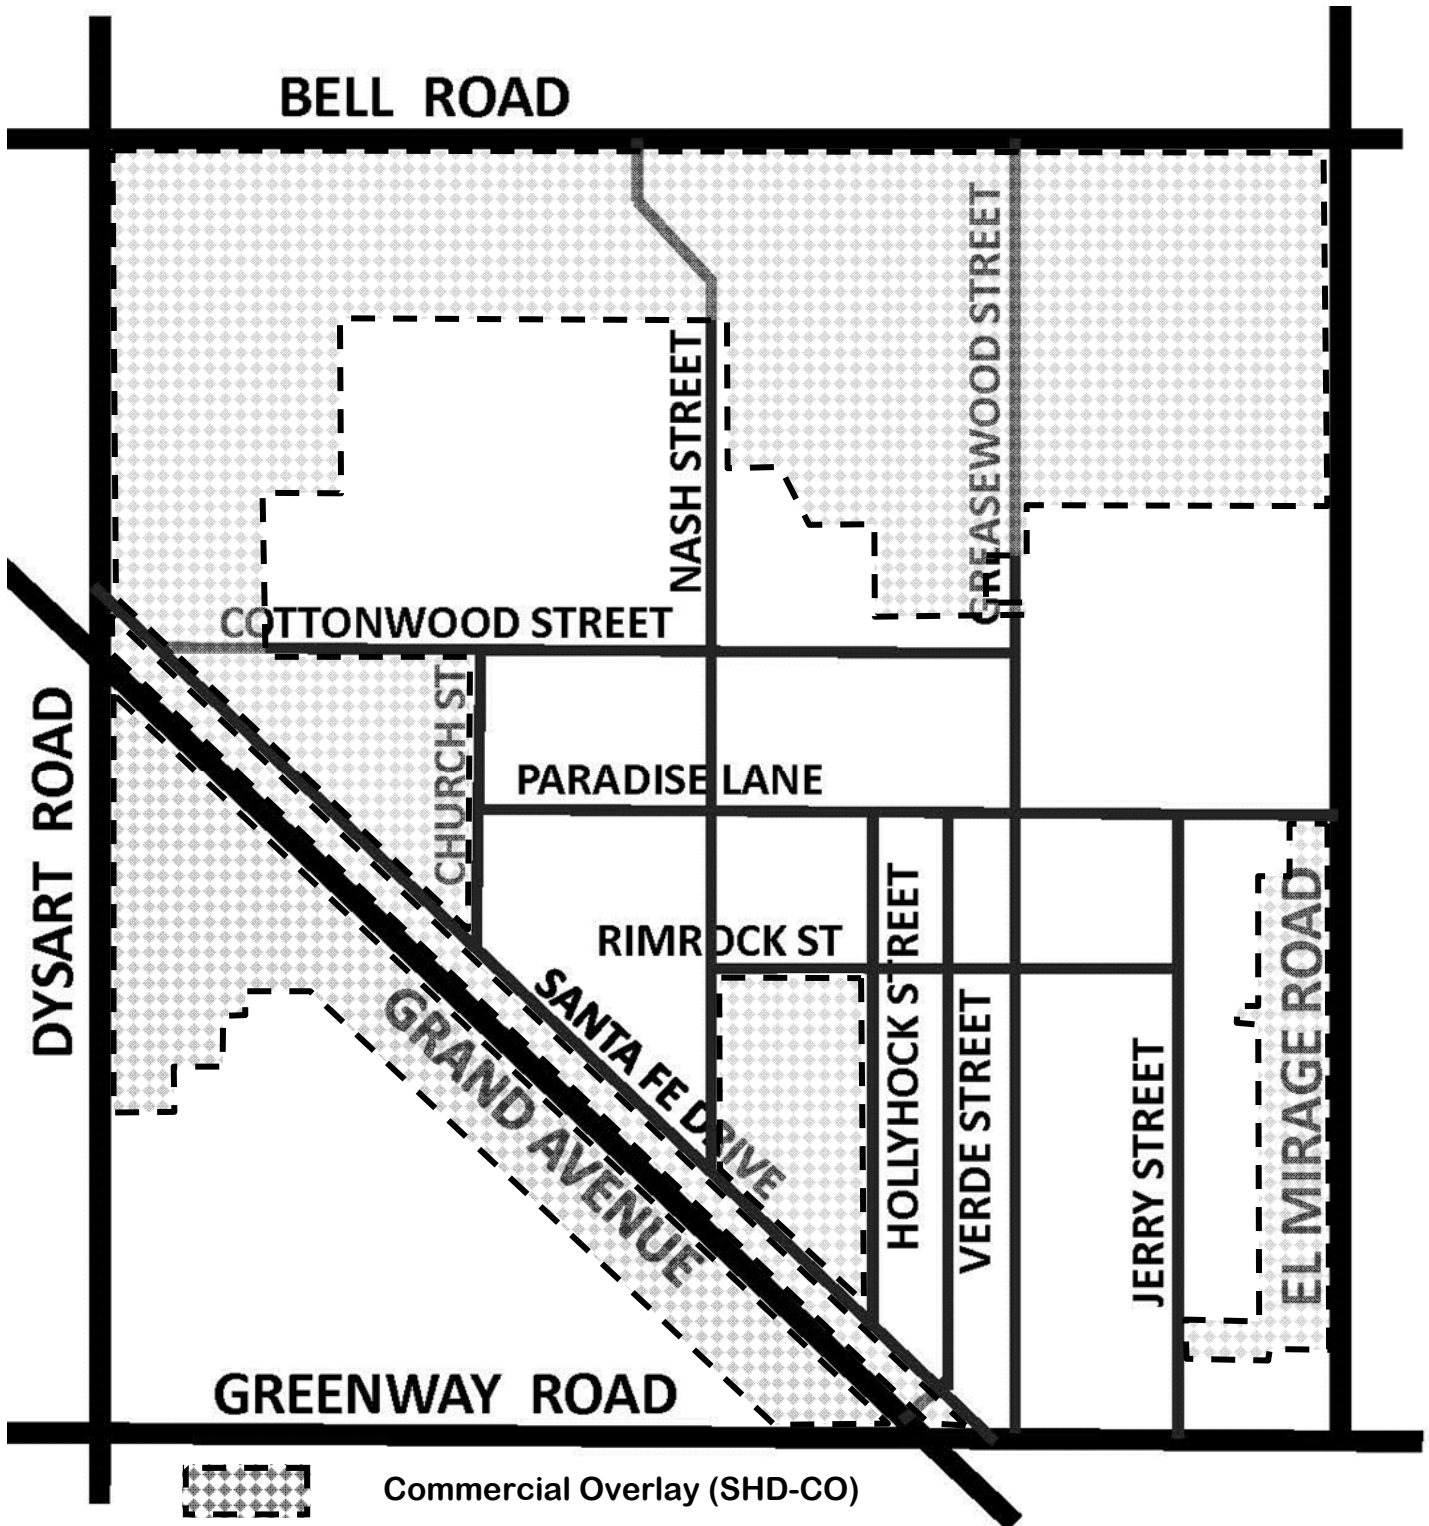 BELL ROAD
GREASEWOOD STREET
NASH STREET
COTTONWOOD STREET
CHURCH ST
DYSART ROAD
PARADISE LANE
RIMROCK ST
HOLLYHOCK STREET
EL MIRAGE ROAD
SANTA FE DRIVE
GRAND AVENUE
VERDE STREET
JERRY STREET
GREENWAY ROAD
Commercial Overlay (SHD-CO)